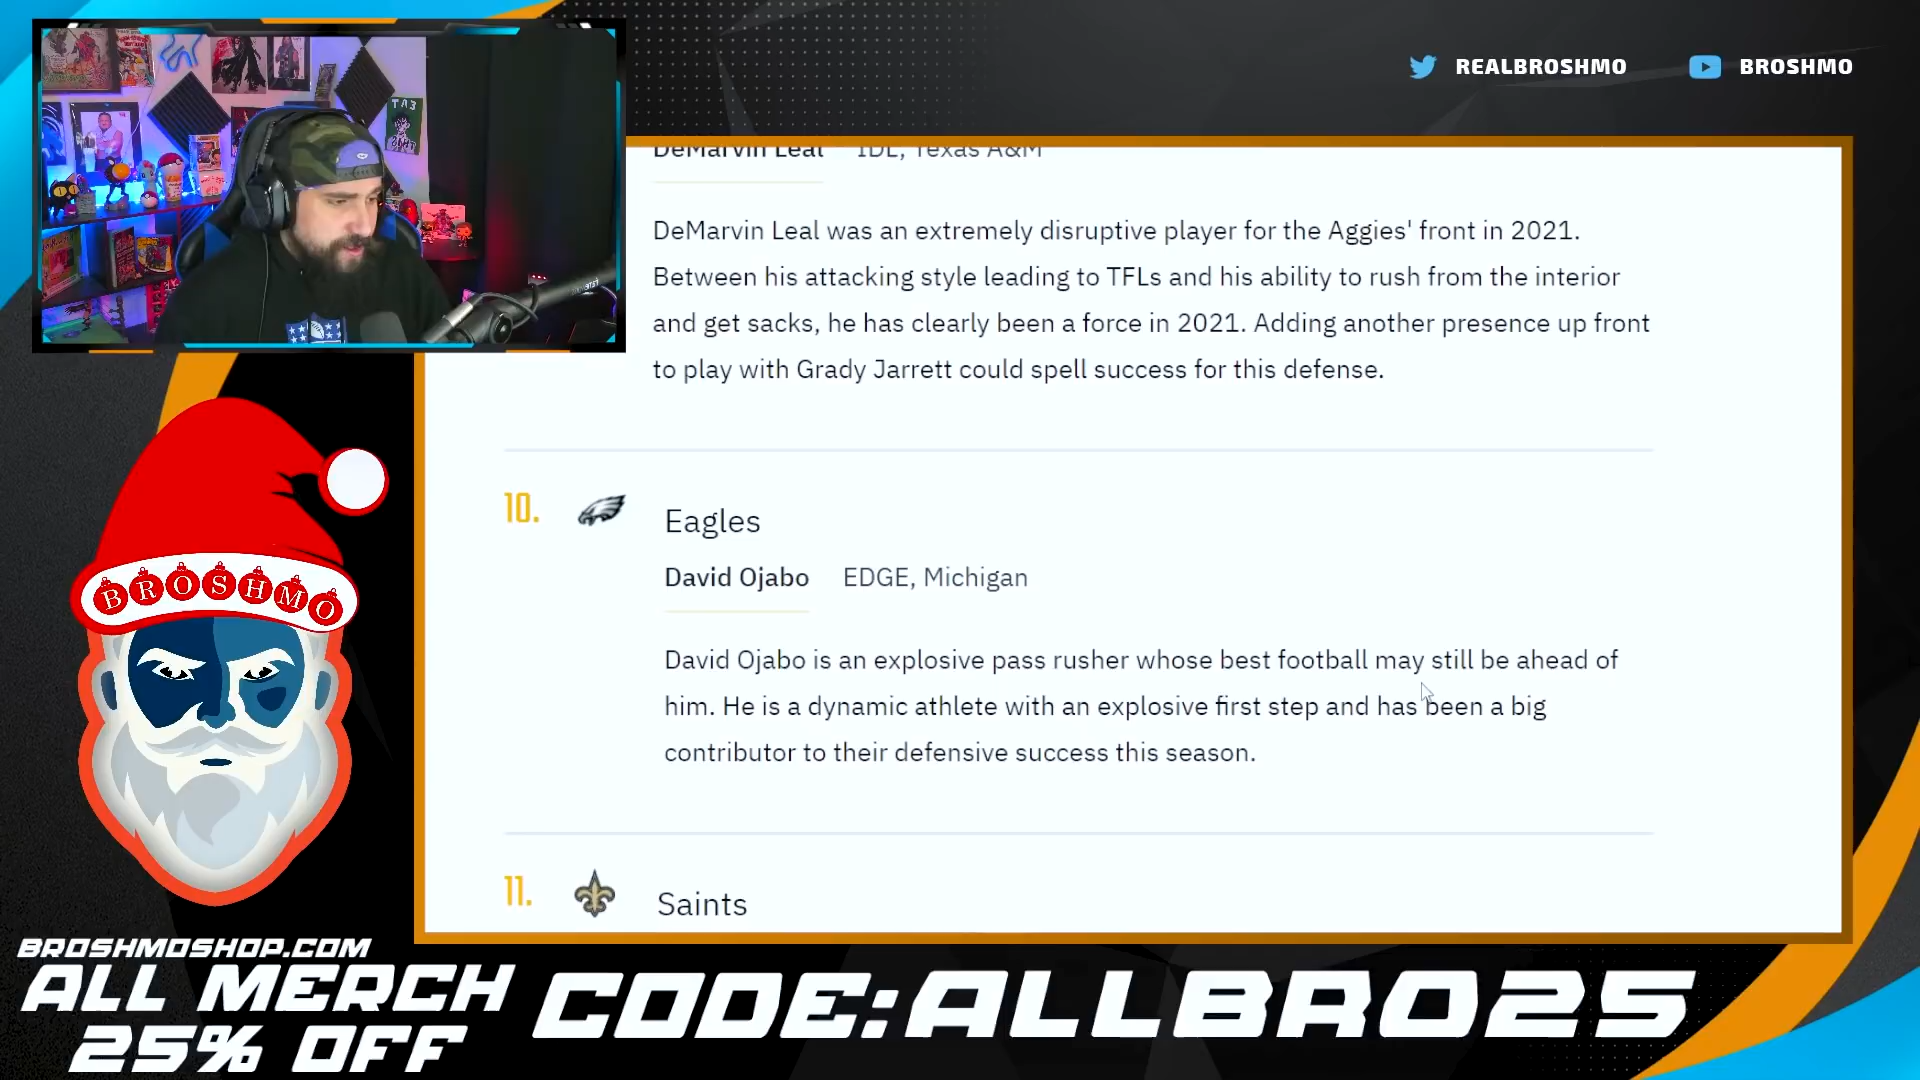 REALBROSHMO
BROSHMO
DeMarvin Leal IDL, Texas A&M
DeMarvin Leal was an extremely disruptive player for the Aggies' front in 2021.
Between his attacking style leading to TFLs and his ability to rush from the interior
and get sacks, he has clearly been a force in 2021. Adding another presence up front
to play with Grady Jarrett could spell success for this defense.
10. Eagles
David Ojabo EDGE, Michigan
David Ojabo is an explosive pass rusher whose best football may still be ahead of
him. He is a dynamic athlete with an explosive first step and has been a big
contributor to their defensive success this season.
11. Saints
BROSHMO
BROSHMOSHOP.COM
ALL MERCH
25% OFF
CODE:ALLBRO25